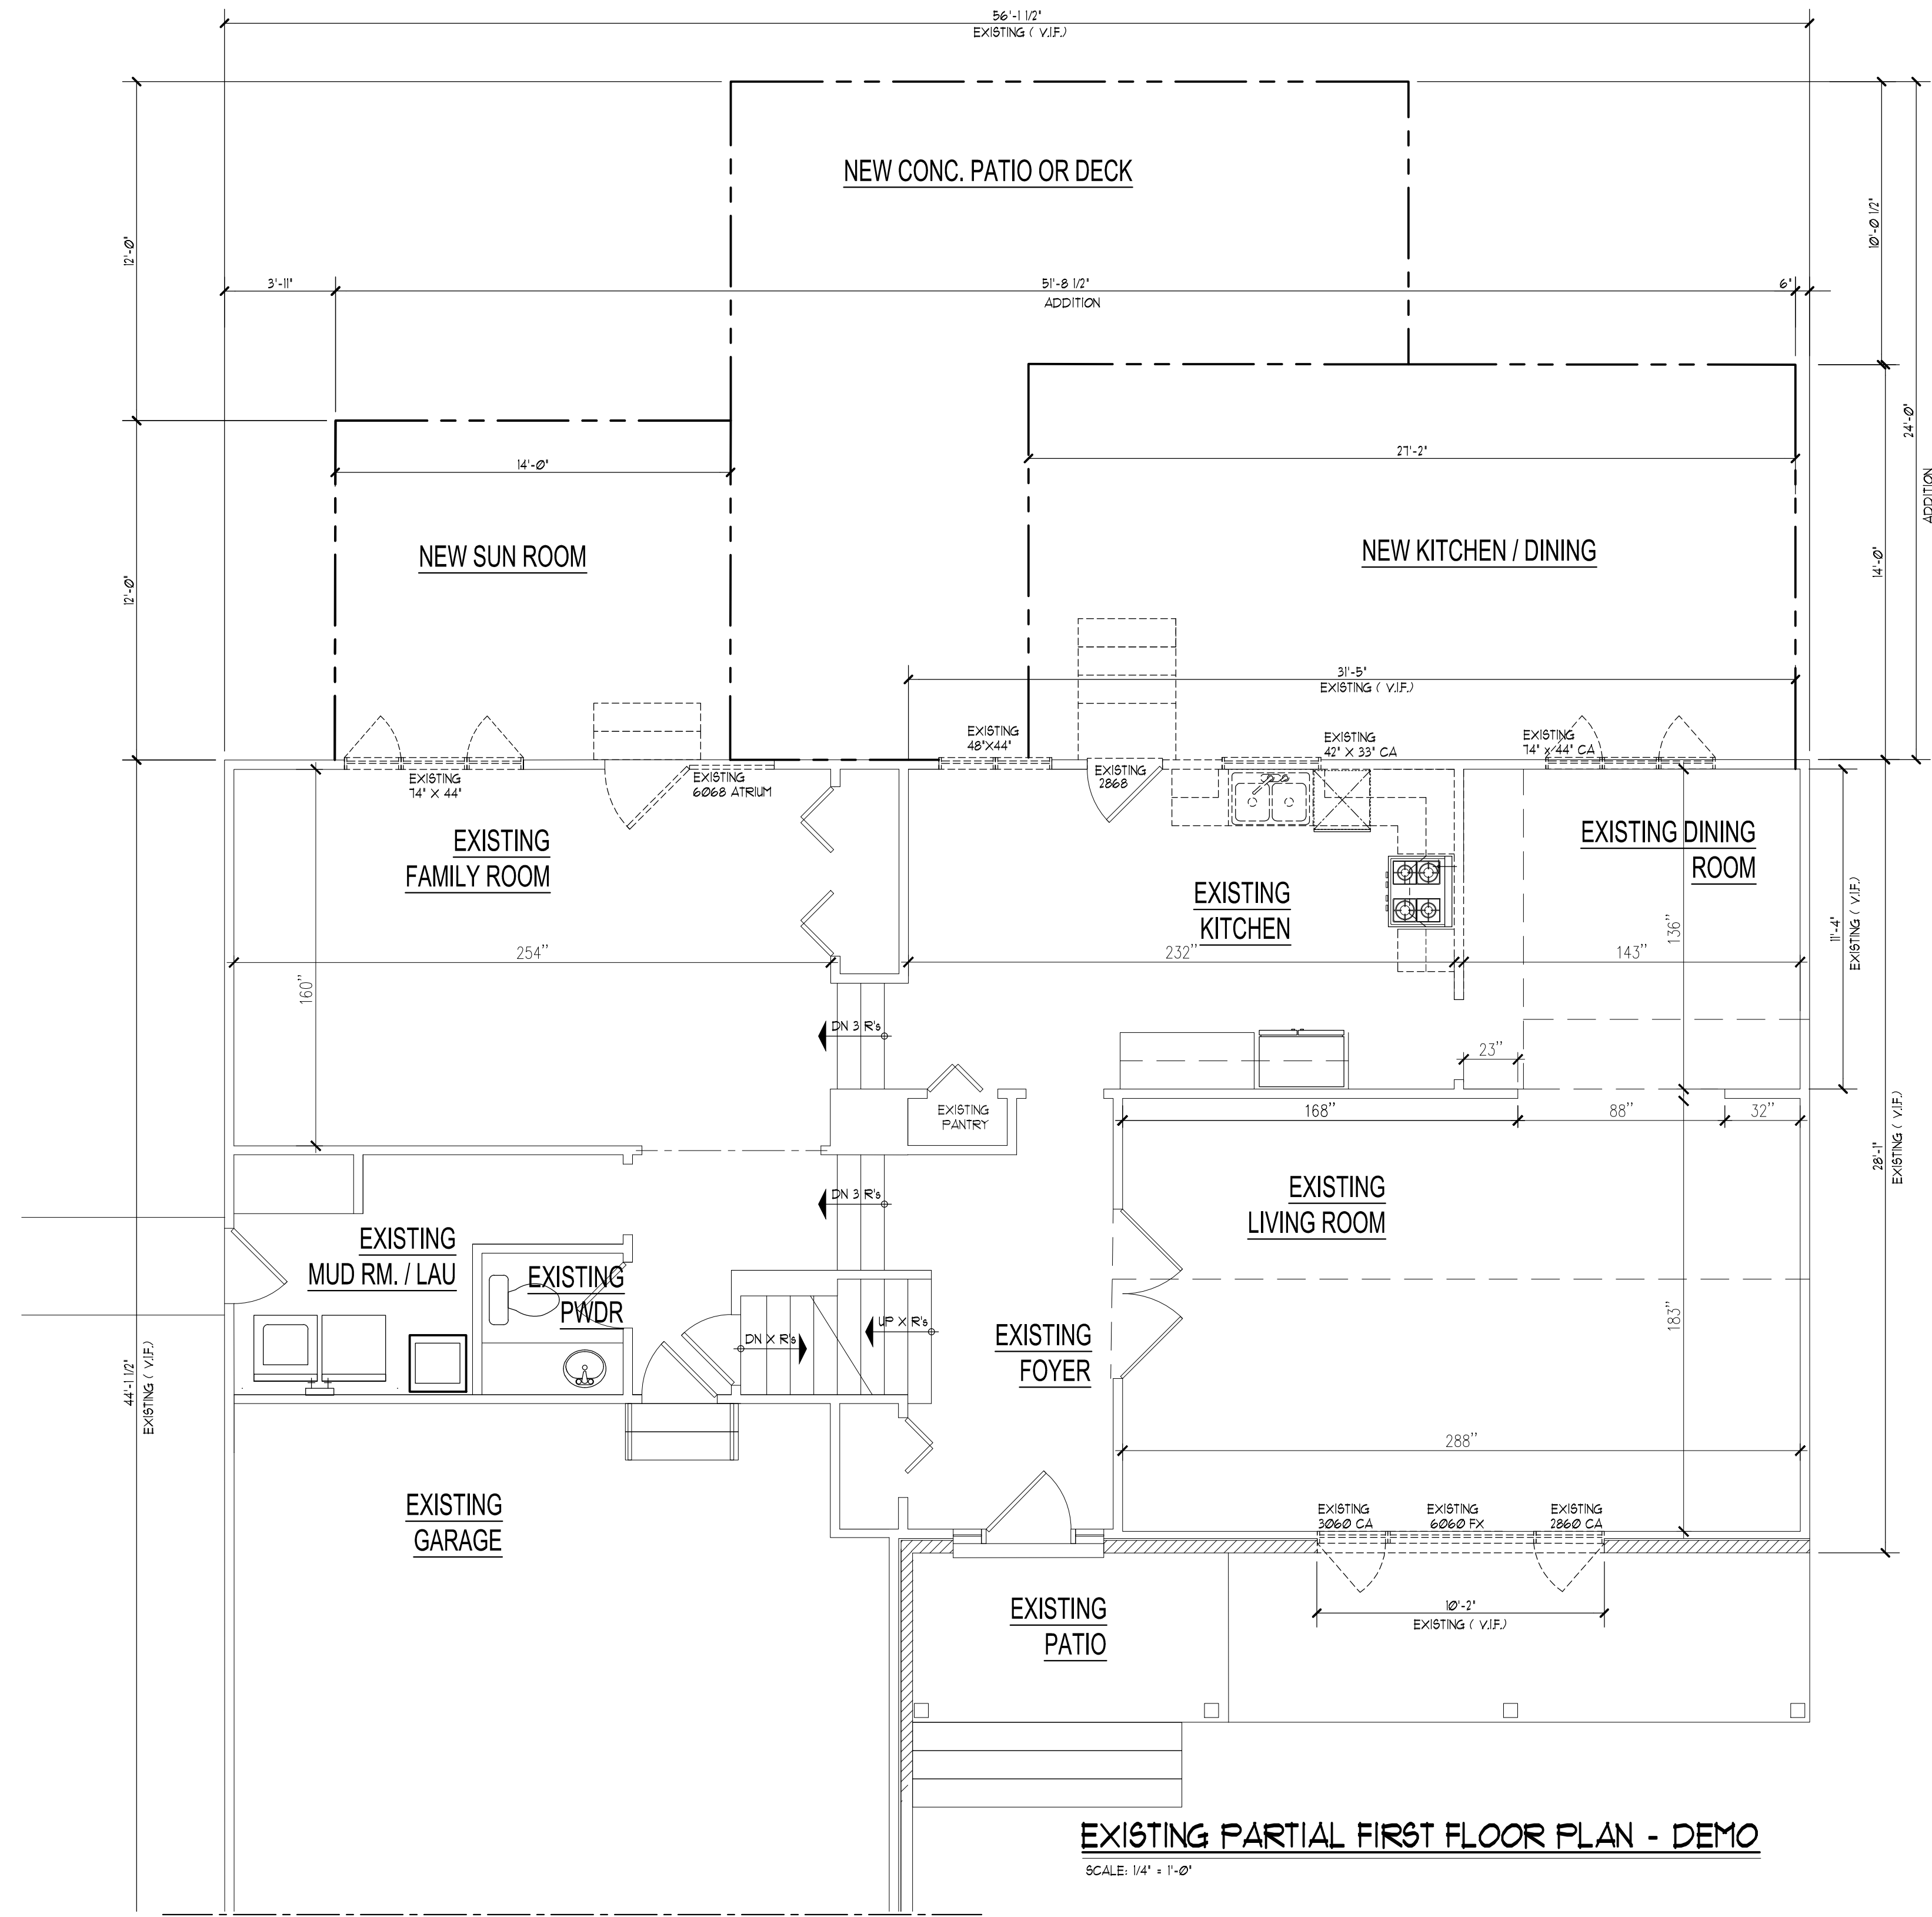 56'-1 1/2"
EXISTING ( V.I.F.)
NEW CONC. PATIO OR DECK
12'-0"
10'-0 1/2"
3'-11"
51'-8 1/2"
ADDITION
6"
24'-0"
ADDITION
14'-0"
27'-2"
NEW SUN ROOM
NEW KITCHEN / DINING
12'-0"
14'-0"
31'-5"
EXISTING ( V.I.F.)
EXISTING
48"X44"
EXISTING
42" X 33" CA
EXISTING
74" X 44" CA
EXISTING
74" X 44"
EXISTING
6068 ATRIUM
EXISTING
2868
EXISTING
FAMILY ROOM
EXISTING
KITCHEN
EXISTING DINING
ROOM
254"
160"
232"
143"
136"
11'-4"
EXISTING ( V.I.F.)
DN 3 R's
23"
EXISTING
PANTRY
168"
88"
32"
28'-1"
EXISTING ( V.I.F.)
DN 3 R's
EXISTING
LIVING ROOM
EXISTING
MUD RM. / LAU
EXISTING
PWDR
DN X R's
UP X R's
EXISTING
FOYER
183"
44'-1 1/2"
EXISTING ( V.I.F.)
288"
EXISTING
GARAGE
EXISTING
3060 CA
EXISTING
6060 FX
EXISTING
2860 CA
EXISTING
PATIO
10'-2"
EXISTING ( V.I.F.)
EXISTING PARTIAL FIRST FLOOR PLAN - DEMO
SCALE: 1/4" = 1'-0"